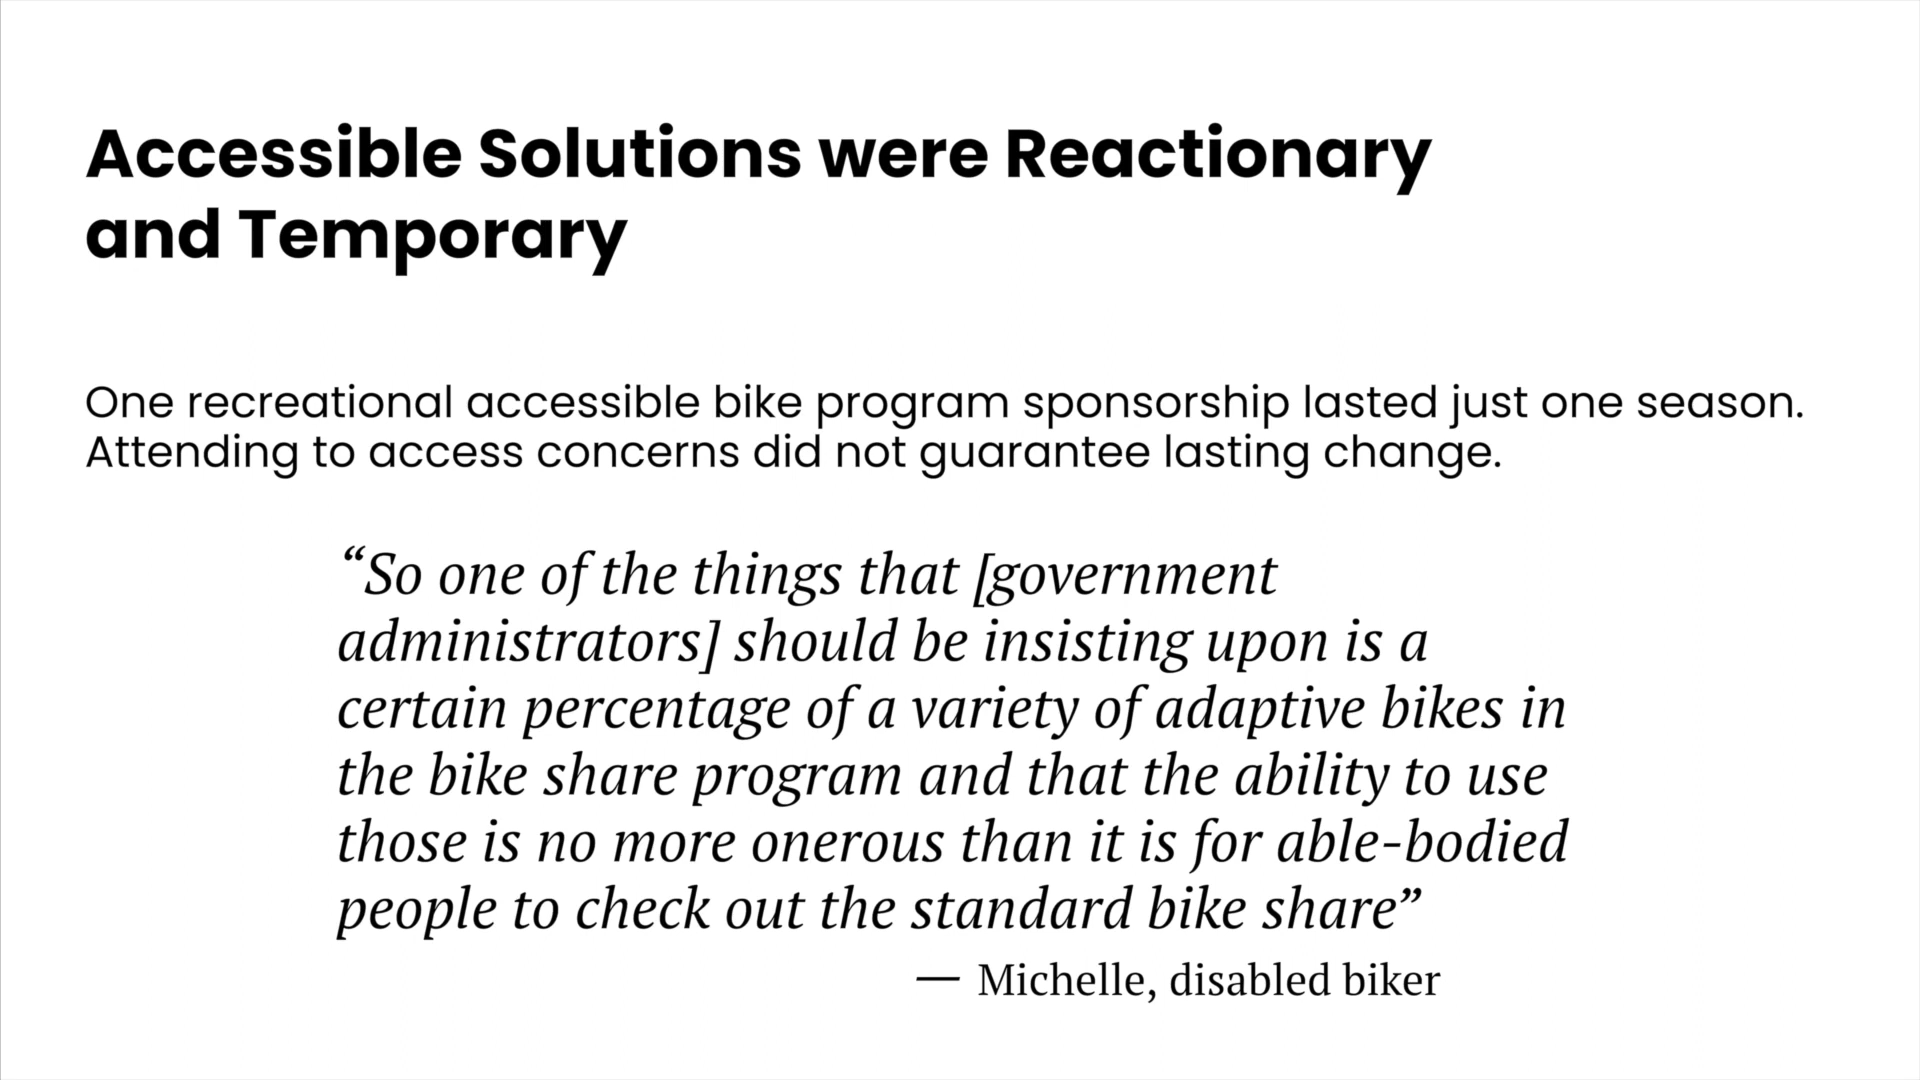 Accessible Solutions were Reactionary
and Temporary
One recreational accessible bike program sponsorship lasted just one season.
Attending to access concerns did not guarantee lasting change.
“So one of the things that [government
administrators] should be insisting upon is a
certain percentage of a variety of adaptive bikes in
the bike share program and that the ability to use
those is no more onerous than it is for able-bodied
people to check out the standard bike share”
— Michelle, disabled biker